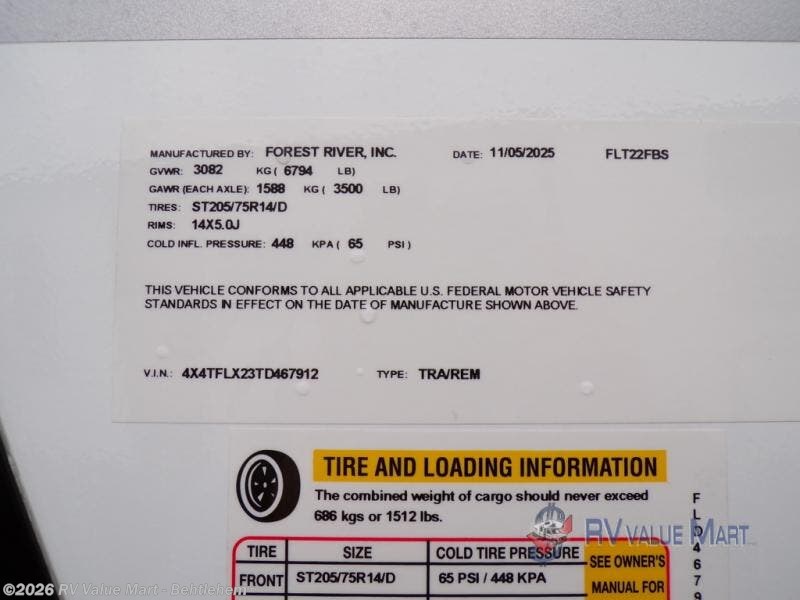 MANUFACTURED BY: FOREST RIVER, INC. DATE: 11/05/2025 FLT22FBS
GVWR: 3082 KG ( 6794 LB)
GAWR (EACH AXLE): 1588 KG ( 3500 LB)
TIRES: ST205/75R14/D
RIMS: 14X5.0J
COLD INFL. PRESSURE: 448 KPA ( 65 PSI )
THIS VEHICLE CONFORMS TO ALL APPLICABLE U.S. FEDERAL MOTOR VEHICLE SAFETY
STANDARDS IN EFFECT ON THE DATE OF MANUFACTURE SHOWN ABOVE.
V.I.N.: 4X4TFLX23TD467912 TYPE: TRA/REM
TIRE AND LOADING INFORMATION
The combined weight of cargo should never exceed
686 kgs or 1512 lbs.
FLD4679
RV VALUE MART
TIRE SIZE COLD TIRE PRESSURE SEE OWNER'S
FRONT ST205/75R14/D 65 PSI / 448 KPA MANUAL FOR
©2026 RV Value Mart - Behtlehem